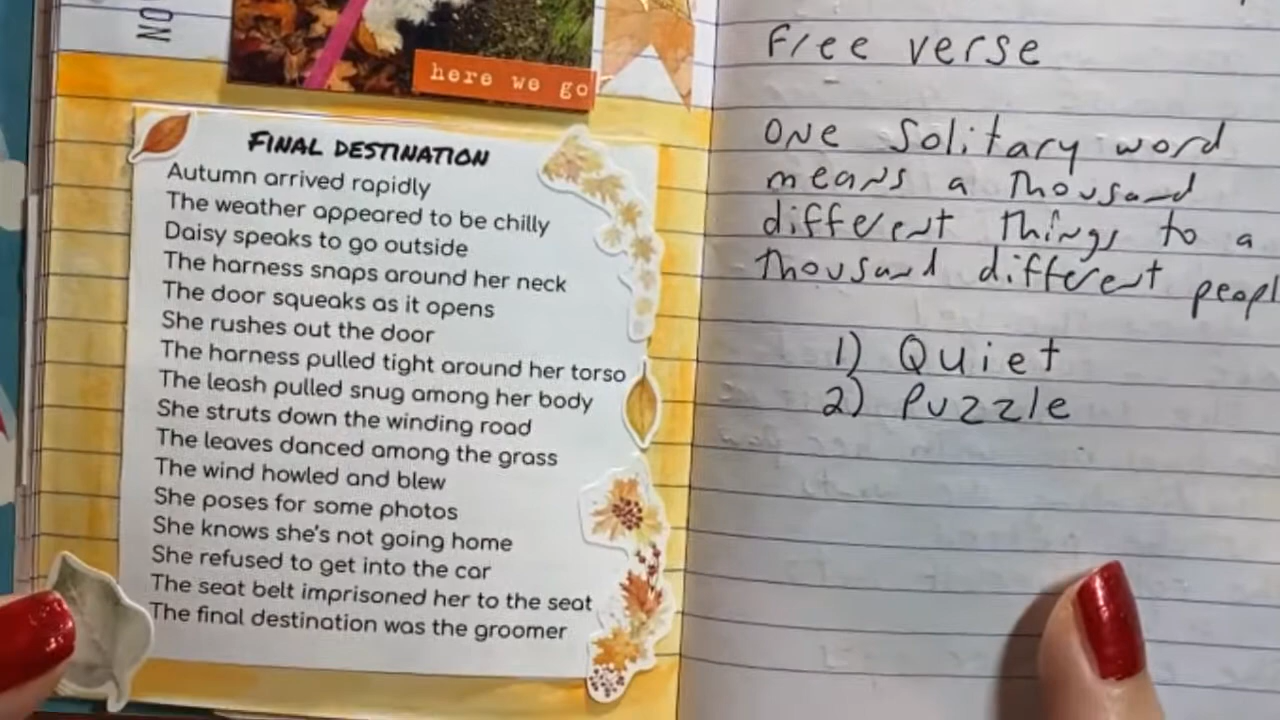 NO
here we go
FINAL DESTINATION
Autumn arrived rapidly
The weather appeared to be chilly
Daisy speaks to go outside
The harness snaps around her neck
The door squeaks as it opens
She rushes out the door
The harness pulled tight around her torso
The leash pulled snug among her body
She struts down the winding road
The leaves danced among the grass
The wind howled and blew
She poses for some photos
She knows she's not going home
She refused to get into the car
The seat belt imprisoned her to the seat
The final destination was the groomer
Free verse
ONE Solitary word
means a Thousand
different Things to a
Thousand different peopl
1) Quiet
2) Puzzle